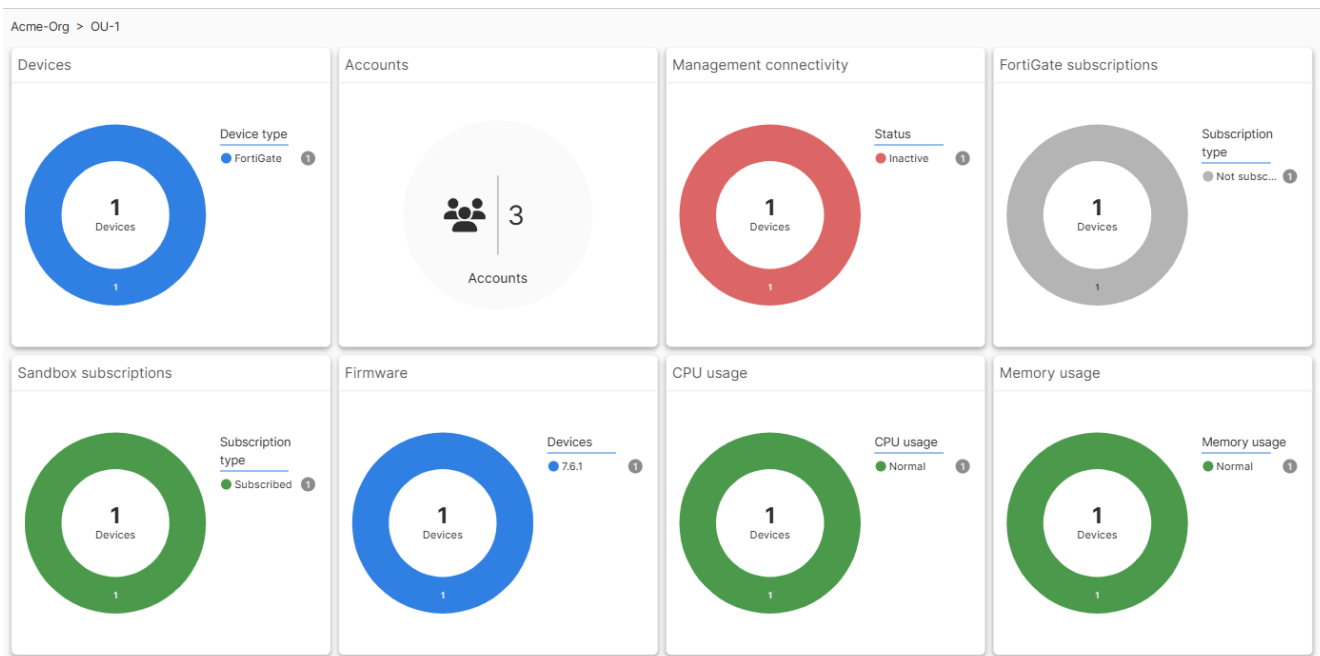 Acme-Org > OU-1
Devices
Device type
FortiGate 1
1
Devices
1
Accounts
3
Accounts
Management connectivity
Status
Inactive 1
1
Devices
1
FortiGate subscriptions
Subscription
type
Not subsc... 1
1
Devices
1
Sandbox subscriptions
Subscription
type
Subscribed 1
1
Devices
1
Firmware
Devices
7.6.1 1
1
Devices
1
CPU usage
CPU usage
Normal 1
1
Devices
1
Memory usage
Memory usage
Normal 1
1
Devices
1